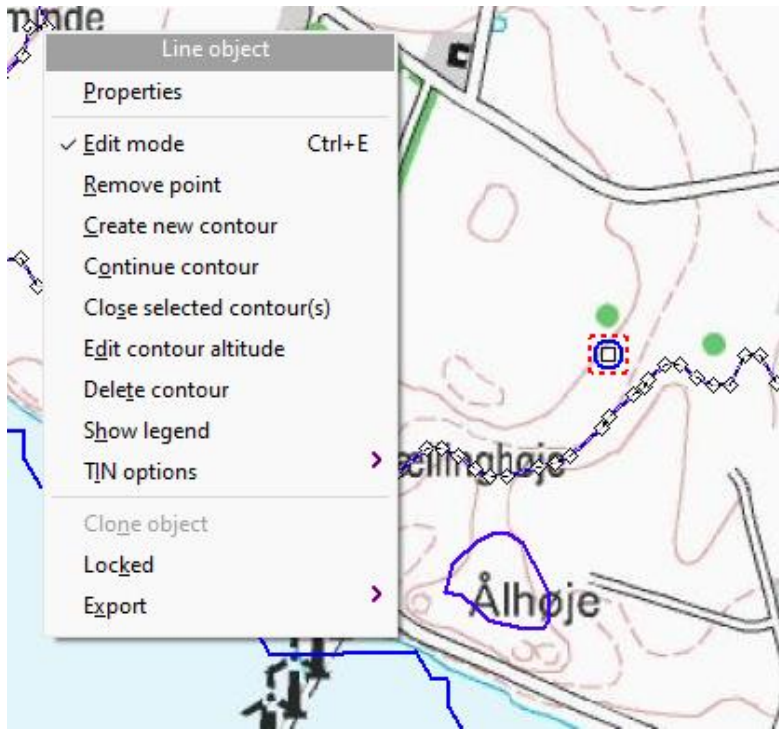 Line object
Properties
Edit mode Ctrl+E
Remove point
Create new contour
Continue contour
Close selected contour(s)
Edit contour altitude
Delete contour
Show legend
TIN options
Clone object
Locked
Export
Ålhøje